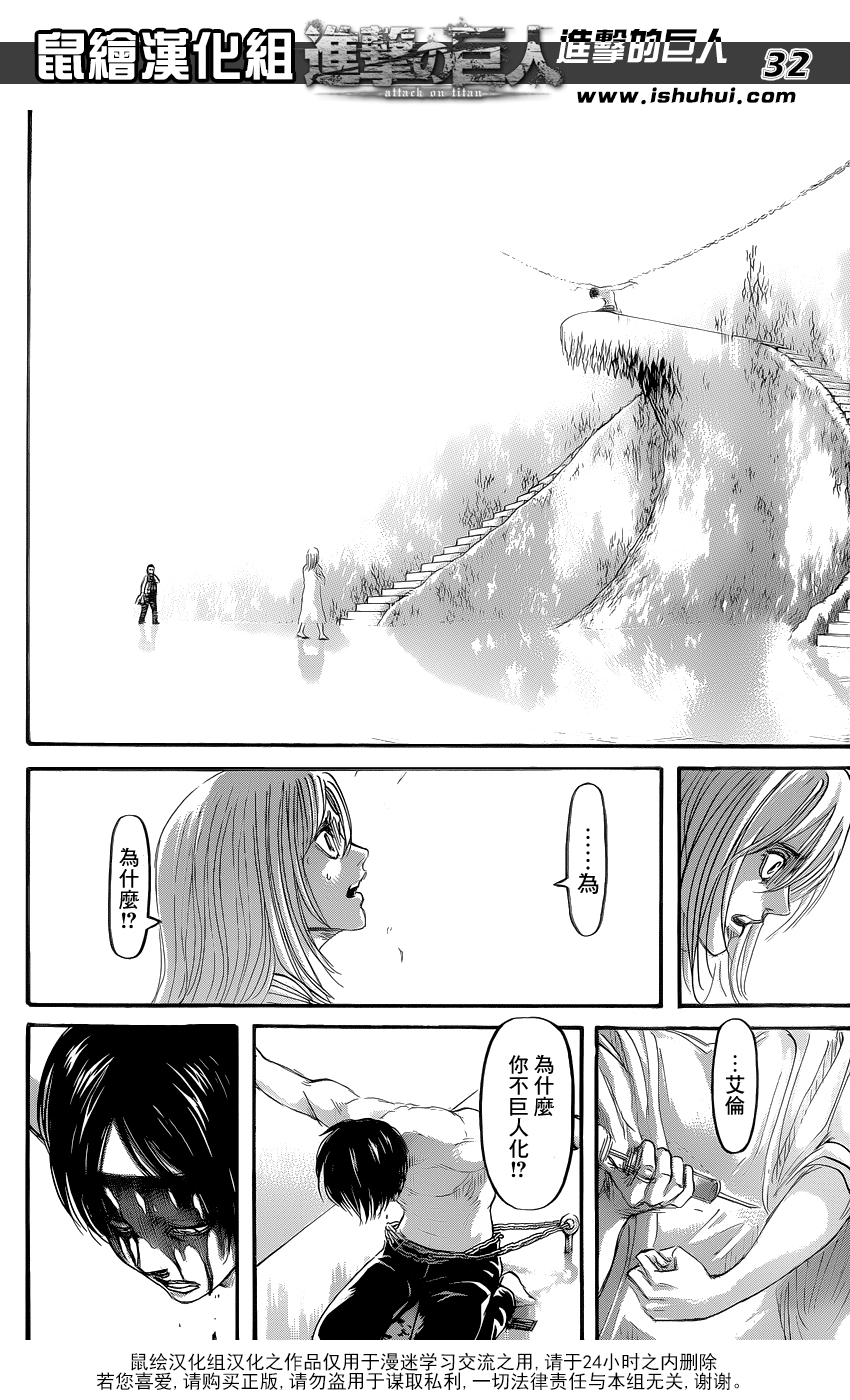 鼠繪漢化組
進撃の巨人
attack on titan
進擊的巨人
www.ishuhui.com
32
……為
為什麼!?
…艾倫
為什麼
你不巨人化!?
鼠绘汉化组汉化之作品仅用于漫迷学习交流之用,请于24小时之内删除
若您喜爱,请购买正版,请勿盗用于谋取私利,一切法律责任与本组无关,谢谢。